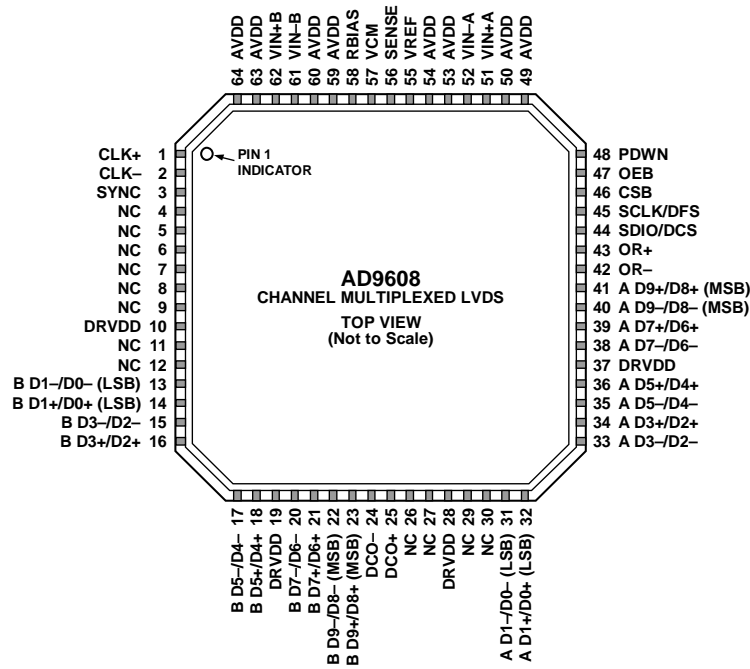 64 AVDD
63 AVDD
62 VIN+B
61 VIN–B
60 AVDD
59 AVDD
58 RBIAS
57 VCM
56 SENSE
55 VREF
54 AVDD
53 AVDD
52 VIN–A
51 VIN+A
50 AVDD
49 AVDD
CLK+ 1
CLK– 2
SYNC 3
NC 4
NC 5
NC 6
NC 7
NC 8
NC 9
DRVDD 10
NC 11
NC 12
B D1–/D0– (LSB) 13
B D1+/D0+ (LSB) 14
B D3–/D2– 15
B D3+/D2+ 16
PIN 1
INDICATOR
AD9608
CHANNEL MULTIPLEXED LVDS
TOP VIEW
(Not to Scale)
48 PDWN
47 OEB
46 CSB
45 SCLK/DFS
44 SDIO/DCS
43 OR+
42 OR–
41 A D9+/D8+ (MSB)
40 A D9–/D8– (MSB)
39 A D7+/D6+
38 A D7–/D6–
37 DRVDD
36 A D5+/D4+
35 A D5–/D4–
34 A D3+/D2+
33 A D3–/D2–
B D5–/D4– 17
B D5+/D4+ 18
DRVDD 19
B D7–/D6– 20
B D7+/D6+ 21
B D9–/D8– (MSB) 22
B D9+/D8+ (MSB) 23
DCO– 24
DCO+ 25
NC 26
NC 27
DRVDD 28
NC 29
NC 30
A D1–/D0– (LSB) 31
A D1+/D0+ (LSB) 32